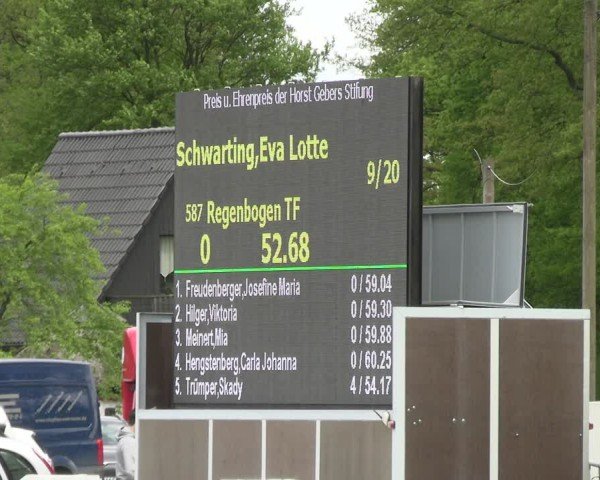 Preis u. Ehrenpreis der Horst Gebers Stifung
Schwarting,Eva Lotte
9/20
587 Regenbogen TF
0 52.68
1. Freudenberger,Josefine Maria 0 / 59.04
2. Hilger,Viktoria 0 / 59.30
3. Meinert,Mia 0 / 59.88
4. Hengstenberg,Carla Johanna 0 / 60.25
5. Trümper,Skady 4 / 54.17